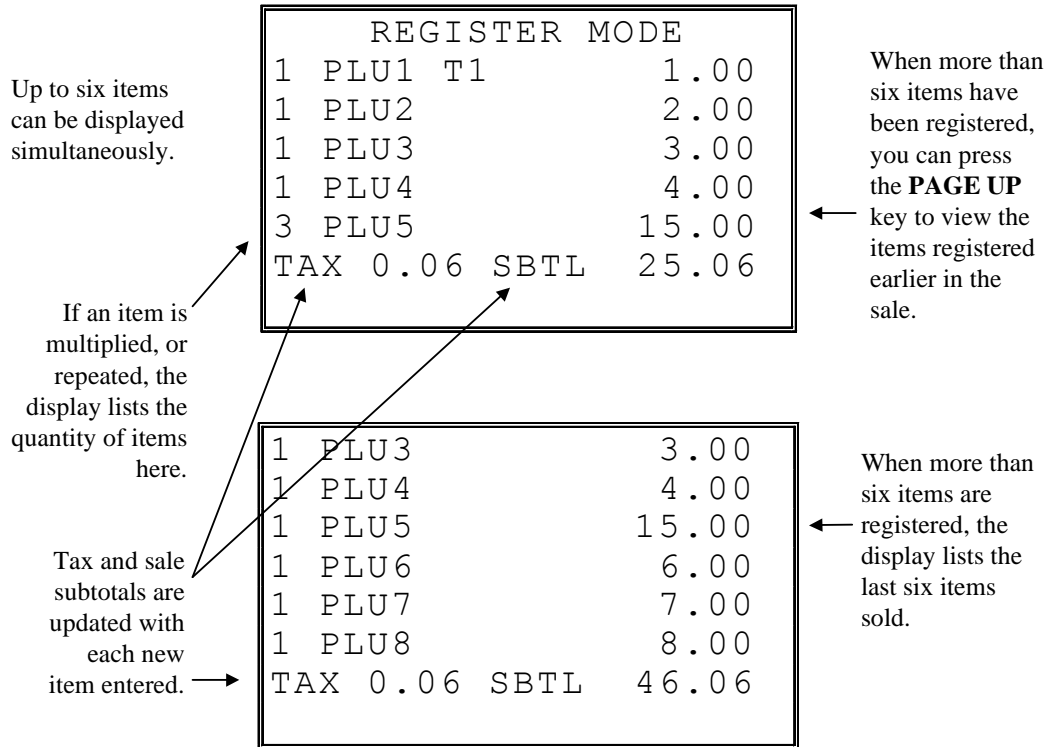 REGISTER MODE
1 PLU1 T1 1.00
1 PLU2 2.00
1 PLU3 3.00
1 PLU4 4.00
3 PLU5 15.00
TAX 0.06 SBTL 25.06
Up to six items
can be displayed
simultaneously.
When more than
six items have
been registered,
you can press
the PAGE UP
key to view the
items registered
earlier in the
sale.
If an item is
multiplied, or
repeated, the
display lists the
quantity of items
here.
1 PLU3 3.00
1 PLU4 4.00
1 PLU5 15.00
1 PLU6 6.00
1 PLU7 7.00
1 PLU8 8.00
TAX 0.06 SBTL 46.06
When more than
six items are
registered, the
display lists the
last six items
sold.
Tax and sale
subtotals are
updated with
each new
item entered.